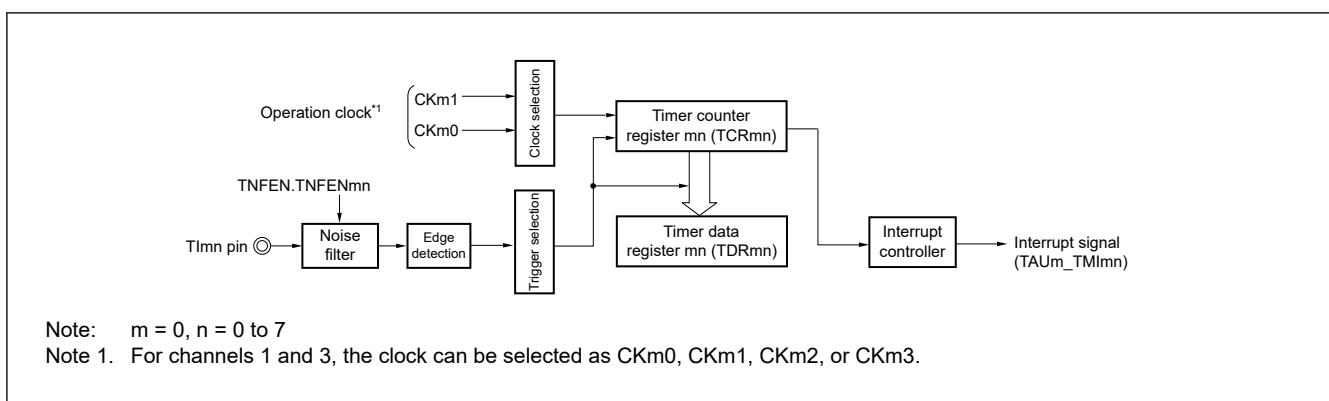 Operation clock*1
CKm1
CKm0
Clock selection
Timer counter
register mn (TCRmn)
TNFEN.TNFENmn
TImn pin
Noise
filter
Edge
detection
Trigger selection
Timer data
register mn (TDRmn)
Interrupt
controller
Interrupt signal
(TAUm_TMImn)
Note: m = 0, n = 0 to 7
Note 1. For channels 1 and 3, the clock can be selected as CKm0, CKm1, CKm2, or CKm3.